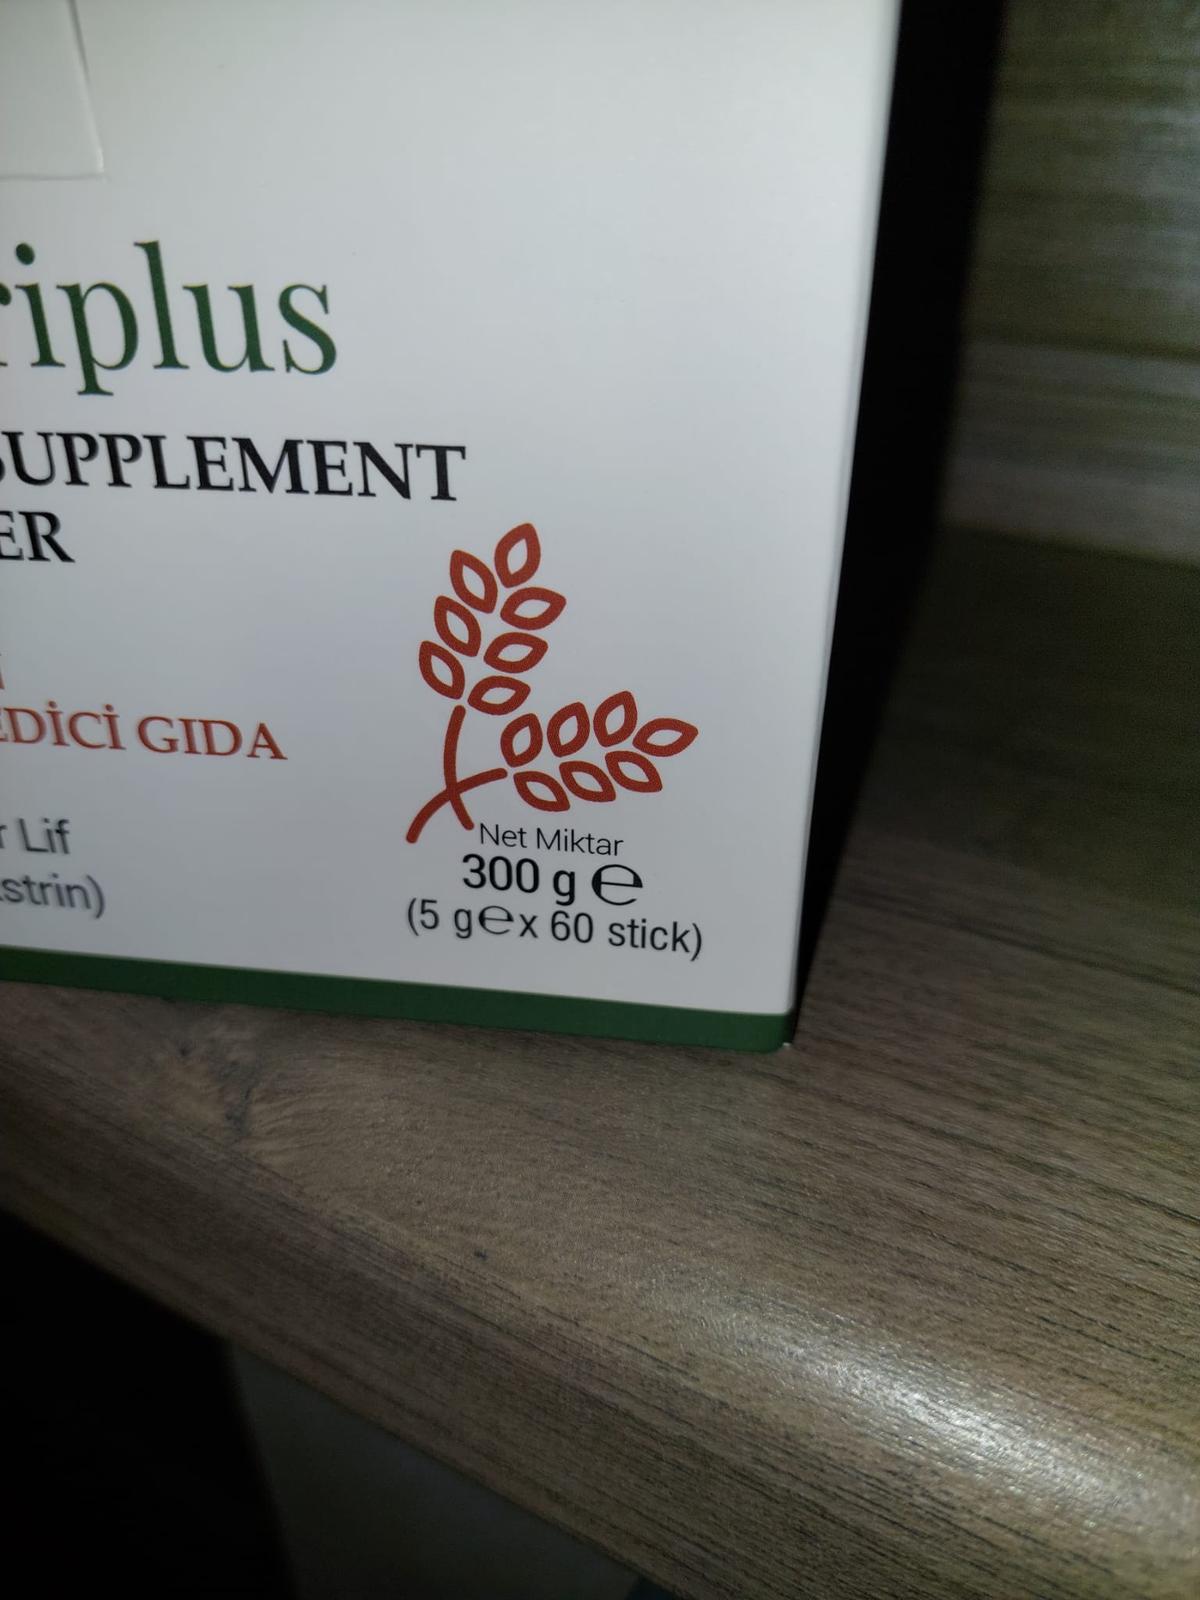 riplus
SUPPLEMENT
ER
EDİCİ GIDA
r Lif
strin)
Net Miktar
300 g ℮
(5 g℮x 60 stick)